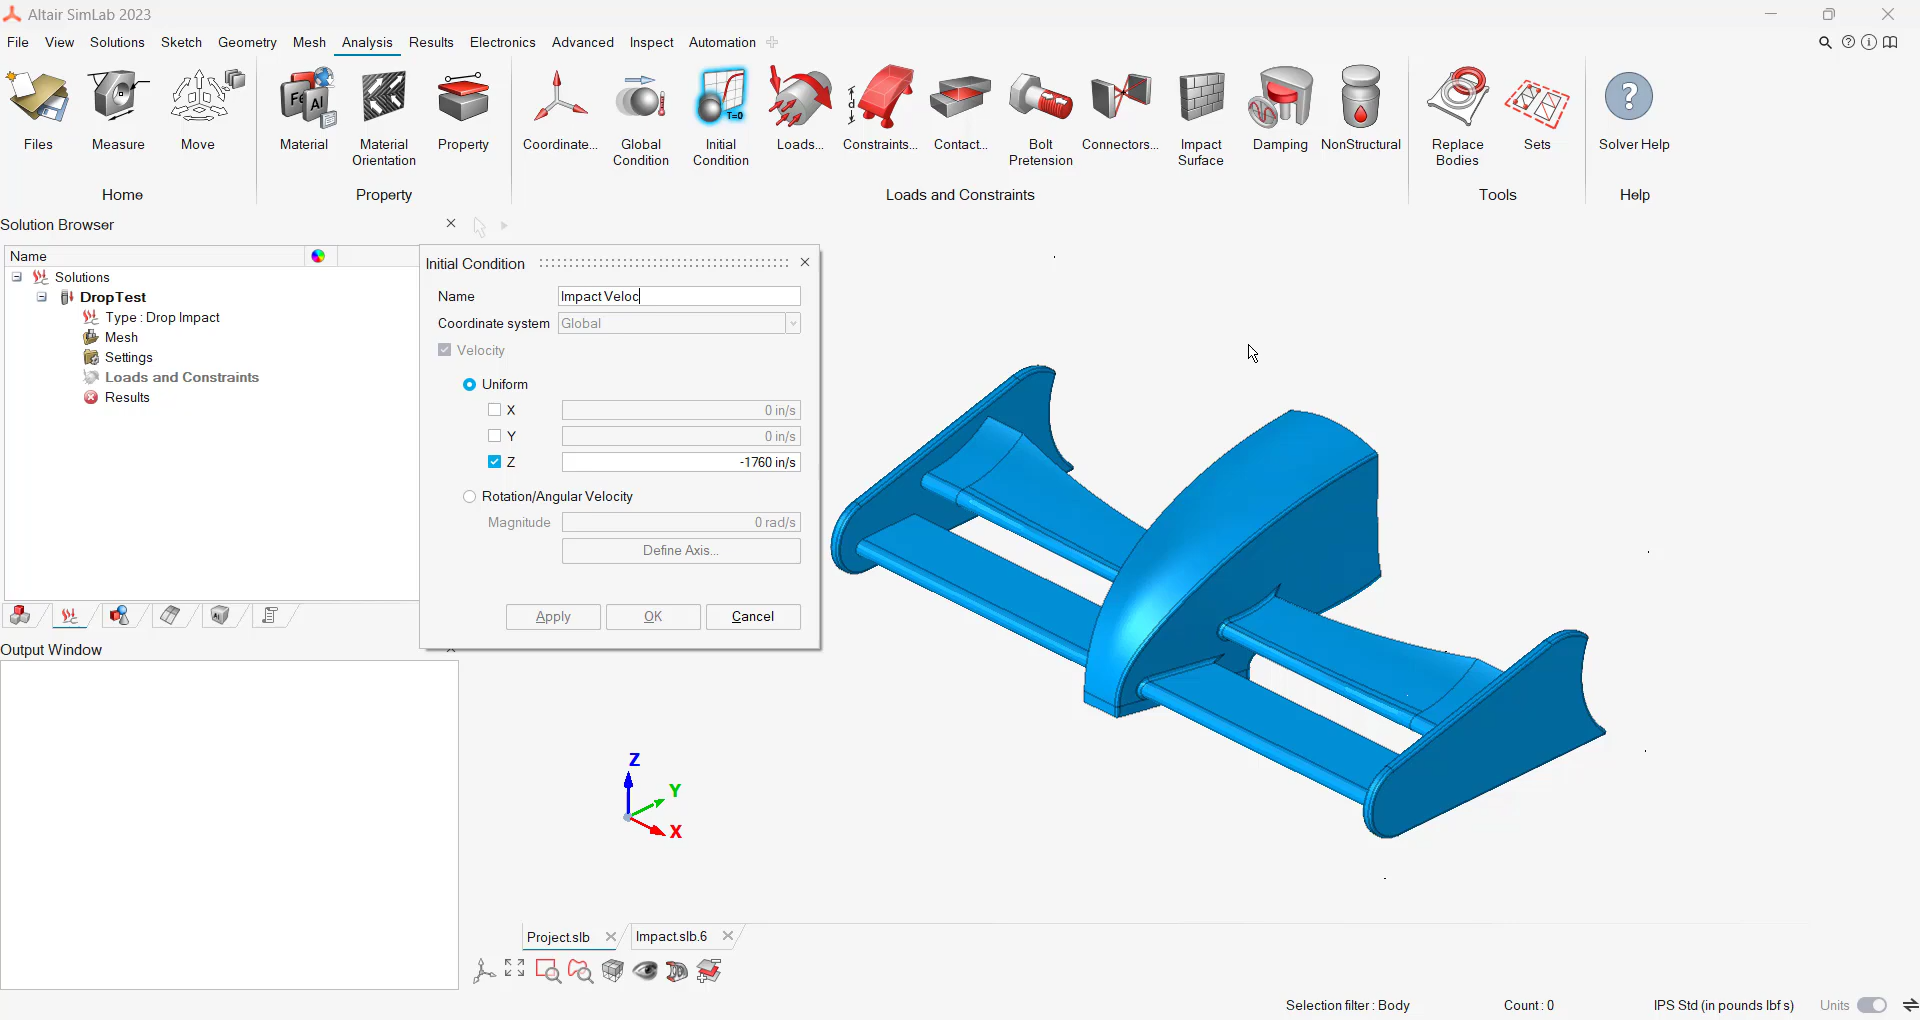 Altair SimLab 2023
File View Solutions Sketch Geometry Mesh Analysis Results Electronics Advanced Inspect Automation
Files Measure Move Material Material Orientation Property Coordinate... Global Condition Initial Condition Loads... Constraints... Contact... Bolt Pretension Connectors... Impact Surface Damping NonStructural Replace Bodies Sets Solver Help
Home Property Loads and Constraints Tools Help
Solution Browser
Name
Solutions
DropTest
Type : Drop Impact
Mesh
Settings
Loads and Constraints
Results
Initial Condition
Name Impact Veloc
Coordinate system Global
Velocity
Uniform
X 0 in/s
Y 0 in/s
Z -1760 in/s
Rotation/Angular Velocity
Magnitude 0 rad/s
Define Axis...
Apply OK Cancel
Output Window
Z
Y
X
Project.slb Impact.slb.6
Selection filter : Body Count : 0 IPS Std (in pounds lbf s) Units